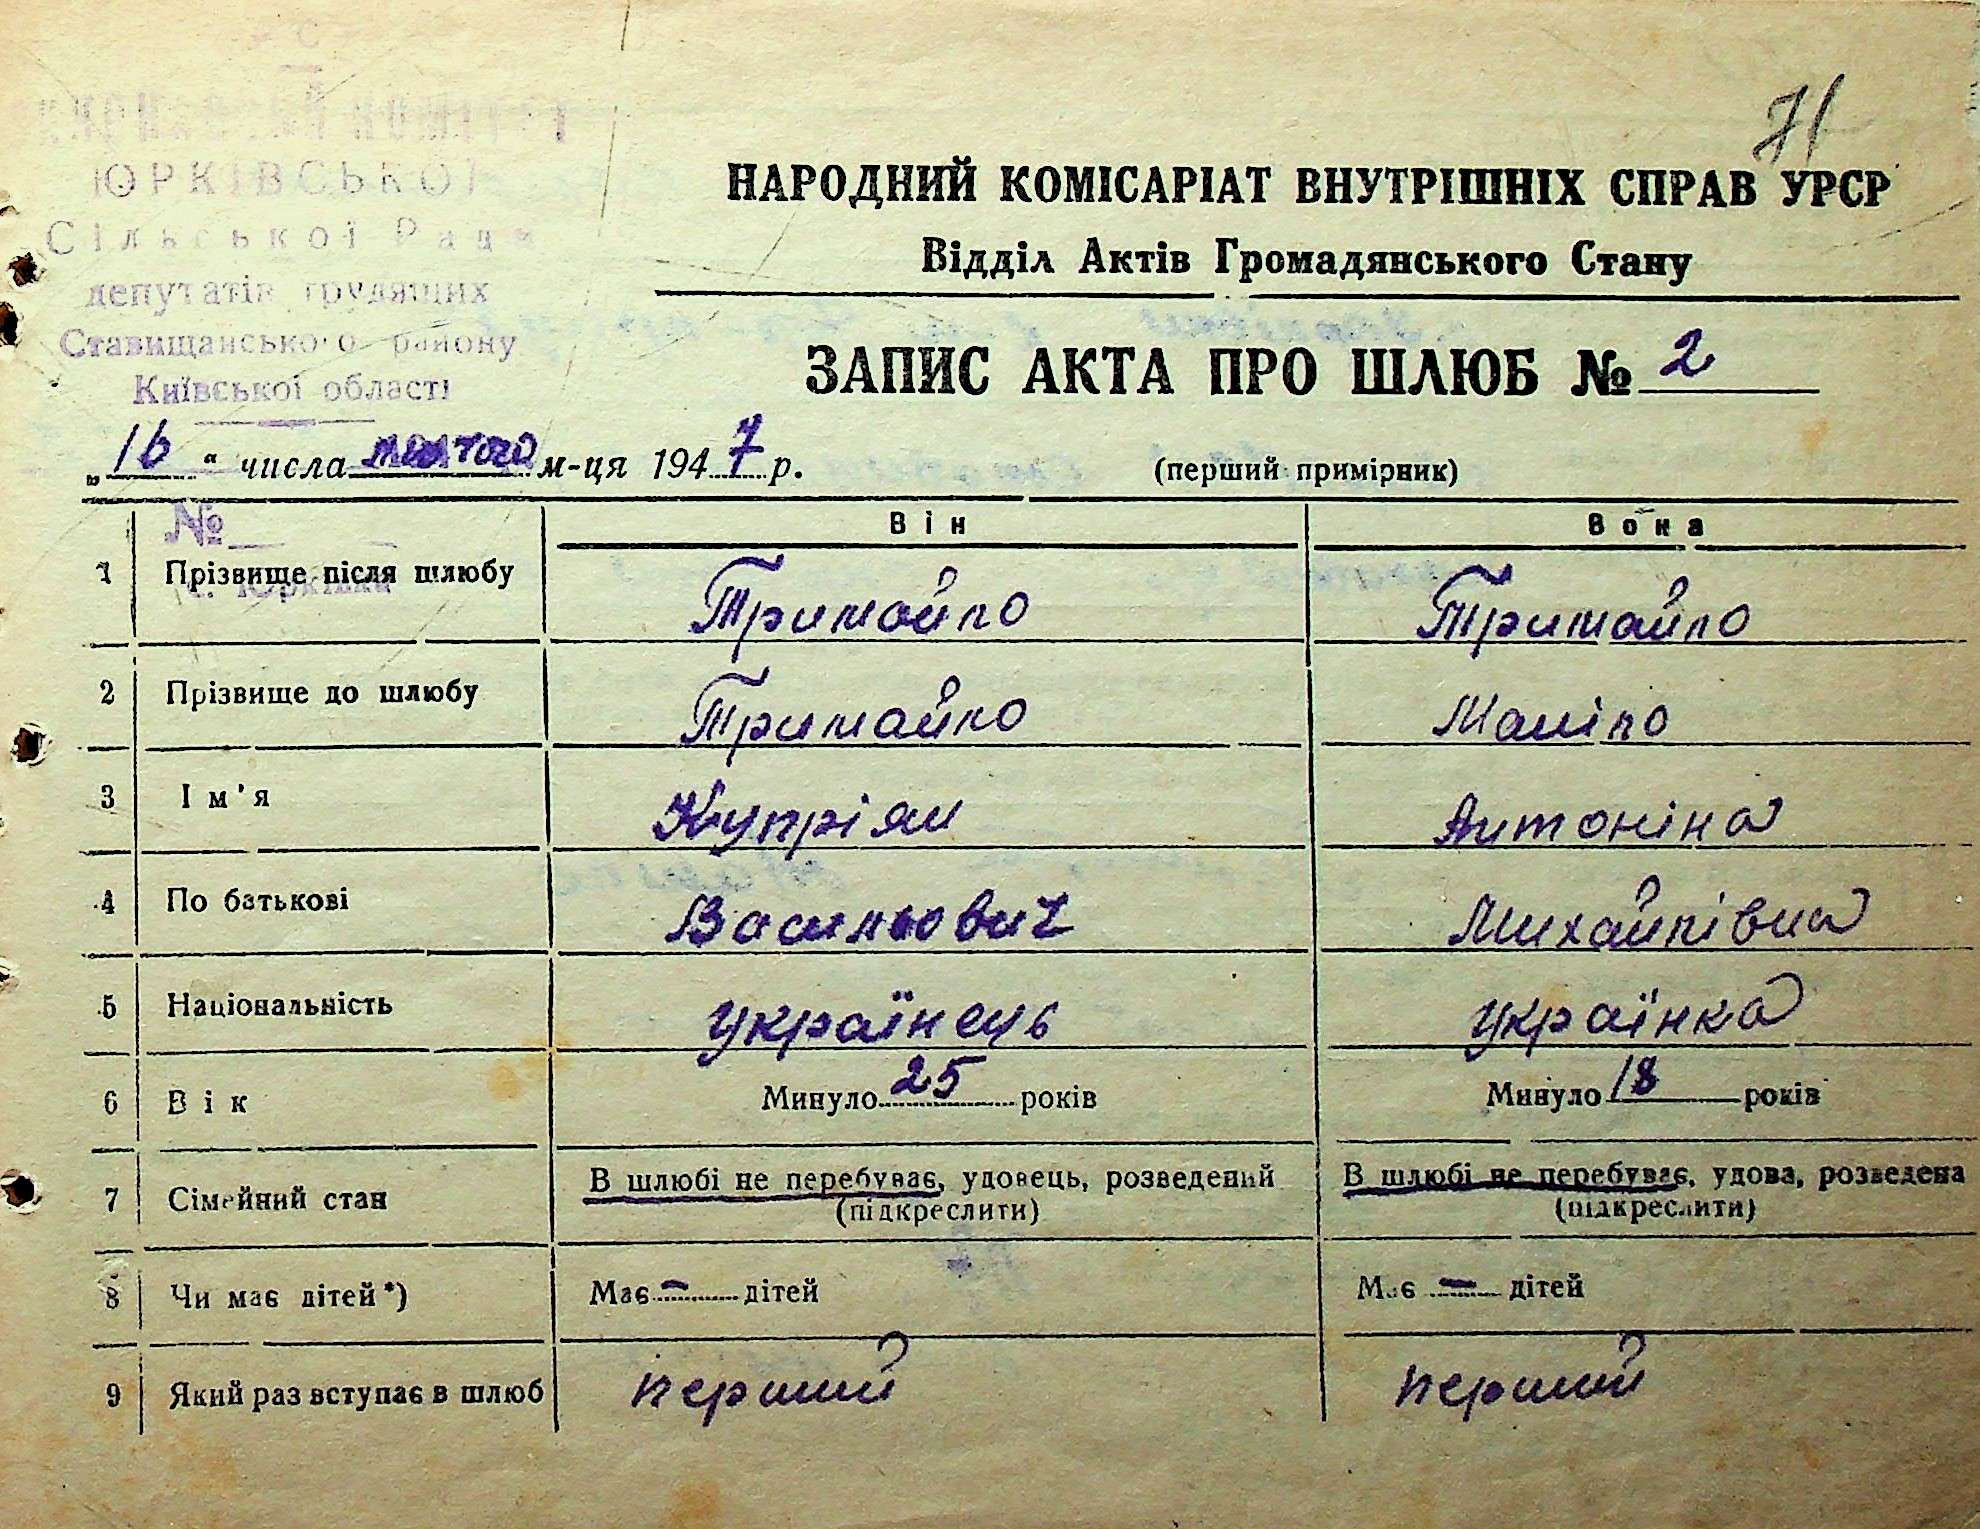 71
ЮРКІВСЬКОЇ
Сільської Ради
депутатів трудящих
Ставищанського району
Київської області
НАРОДНИЙ КОМІСАРІАТ ВНУТРІШНІХ СПРАВ УРСР
Відділ Актів Громадянського Стану
ЗАПИС АКТА ПРО ШЛЮБ № 2
„16“ числа лютого м-ця 1947 р. (перший примірник)
№
с. Юрківка
Він Вона
1 Прізвище після шлюбу Тримайло Тримайло
2 Прізвище до шлюбу Тримайло Маліло
3 Ім'я Купріян Антоніна
4 По батькові Васильович Михайлівна
5 Національність українець українка
6 Вік Минуло 25 років Минуло 18 років
7 Сімейний стан В шлюбі не перебуває, удовець, розведений В шлюбі не перебуває, удова, розведена
(підкреслити) (підкреслити)
8 Чи має дітей*) Має – дітей Має – дітей
9 Який раз вступає в шлюб перший перший